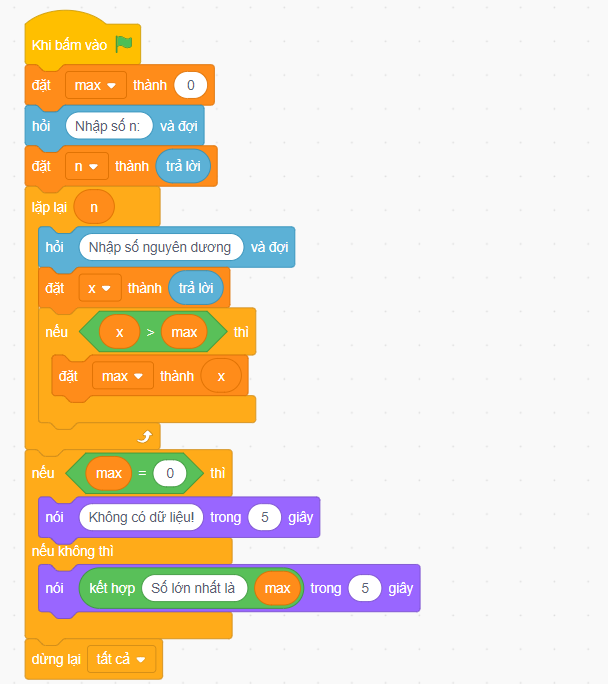 Khi bấm vào
đặt max thành 0
hỏi Nhập số n: và đợi
đặt n thành trả lời
lặp lại n
hỏi Nhập số nguyên dương và đợi
đặt x thành trả lời
nếu x > max thì
đặt max thành x
nếu max = 0 thì
nói Không có dữ liệu! trong 5 giây
nếu không thì
nói kết hợp Số lớn nhất là max trong 5 giây
dừng lại tất cả